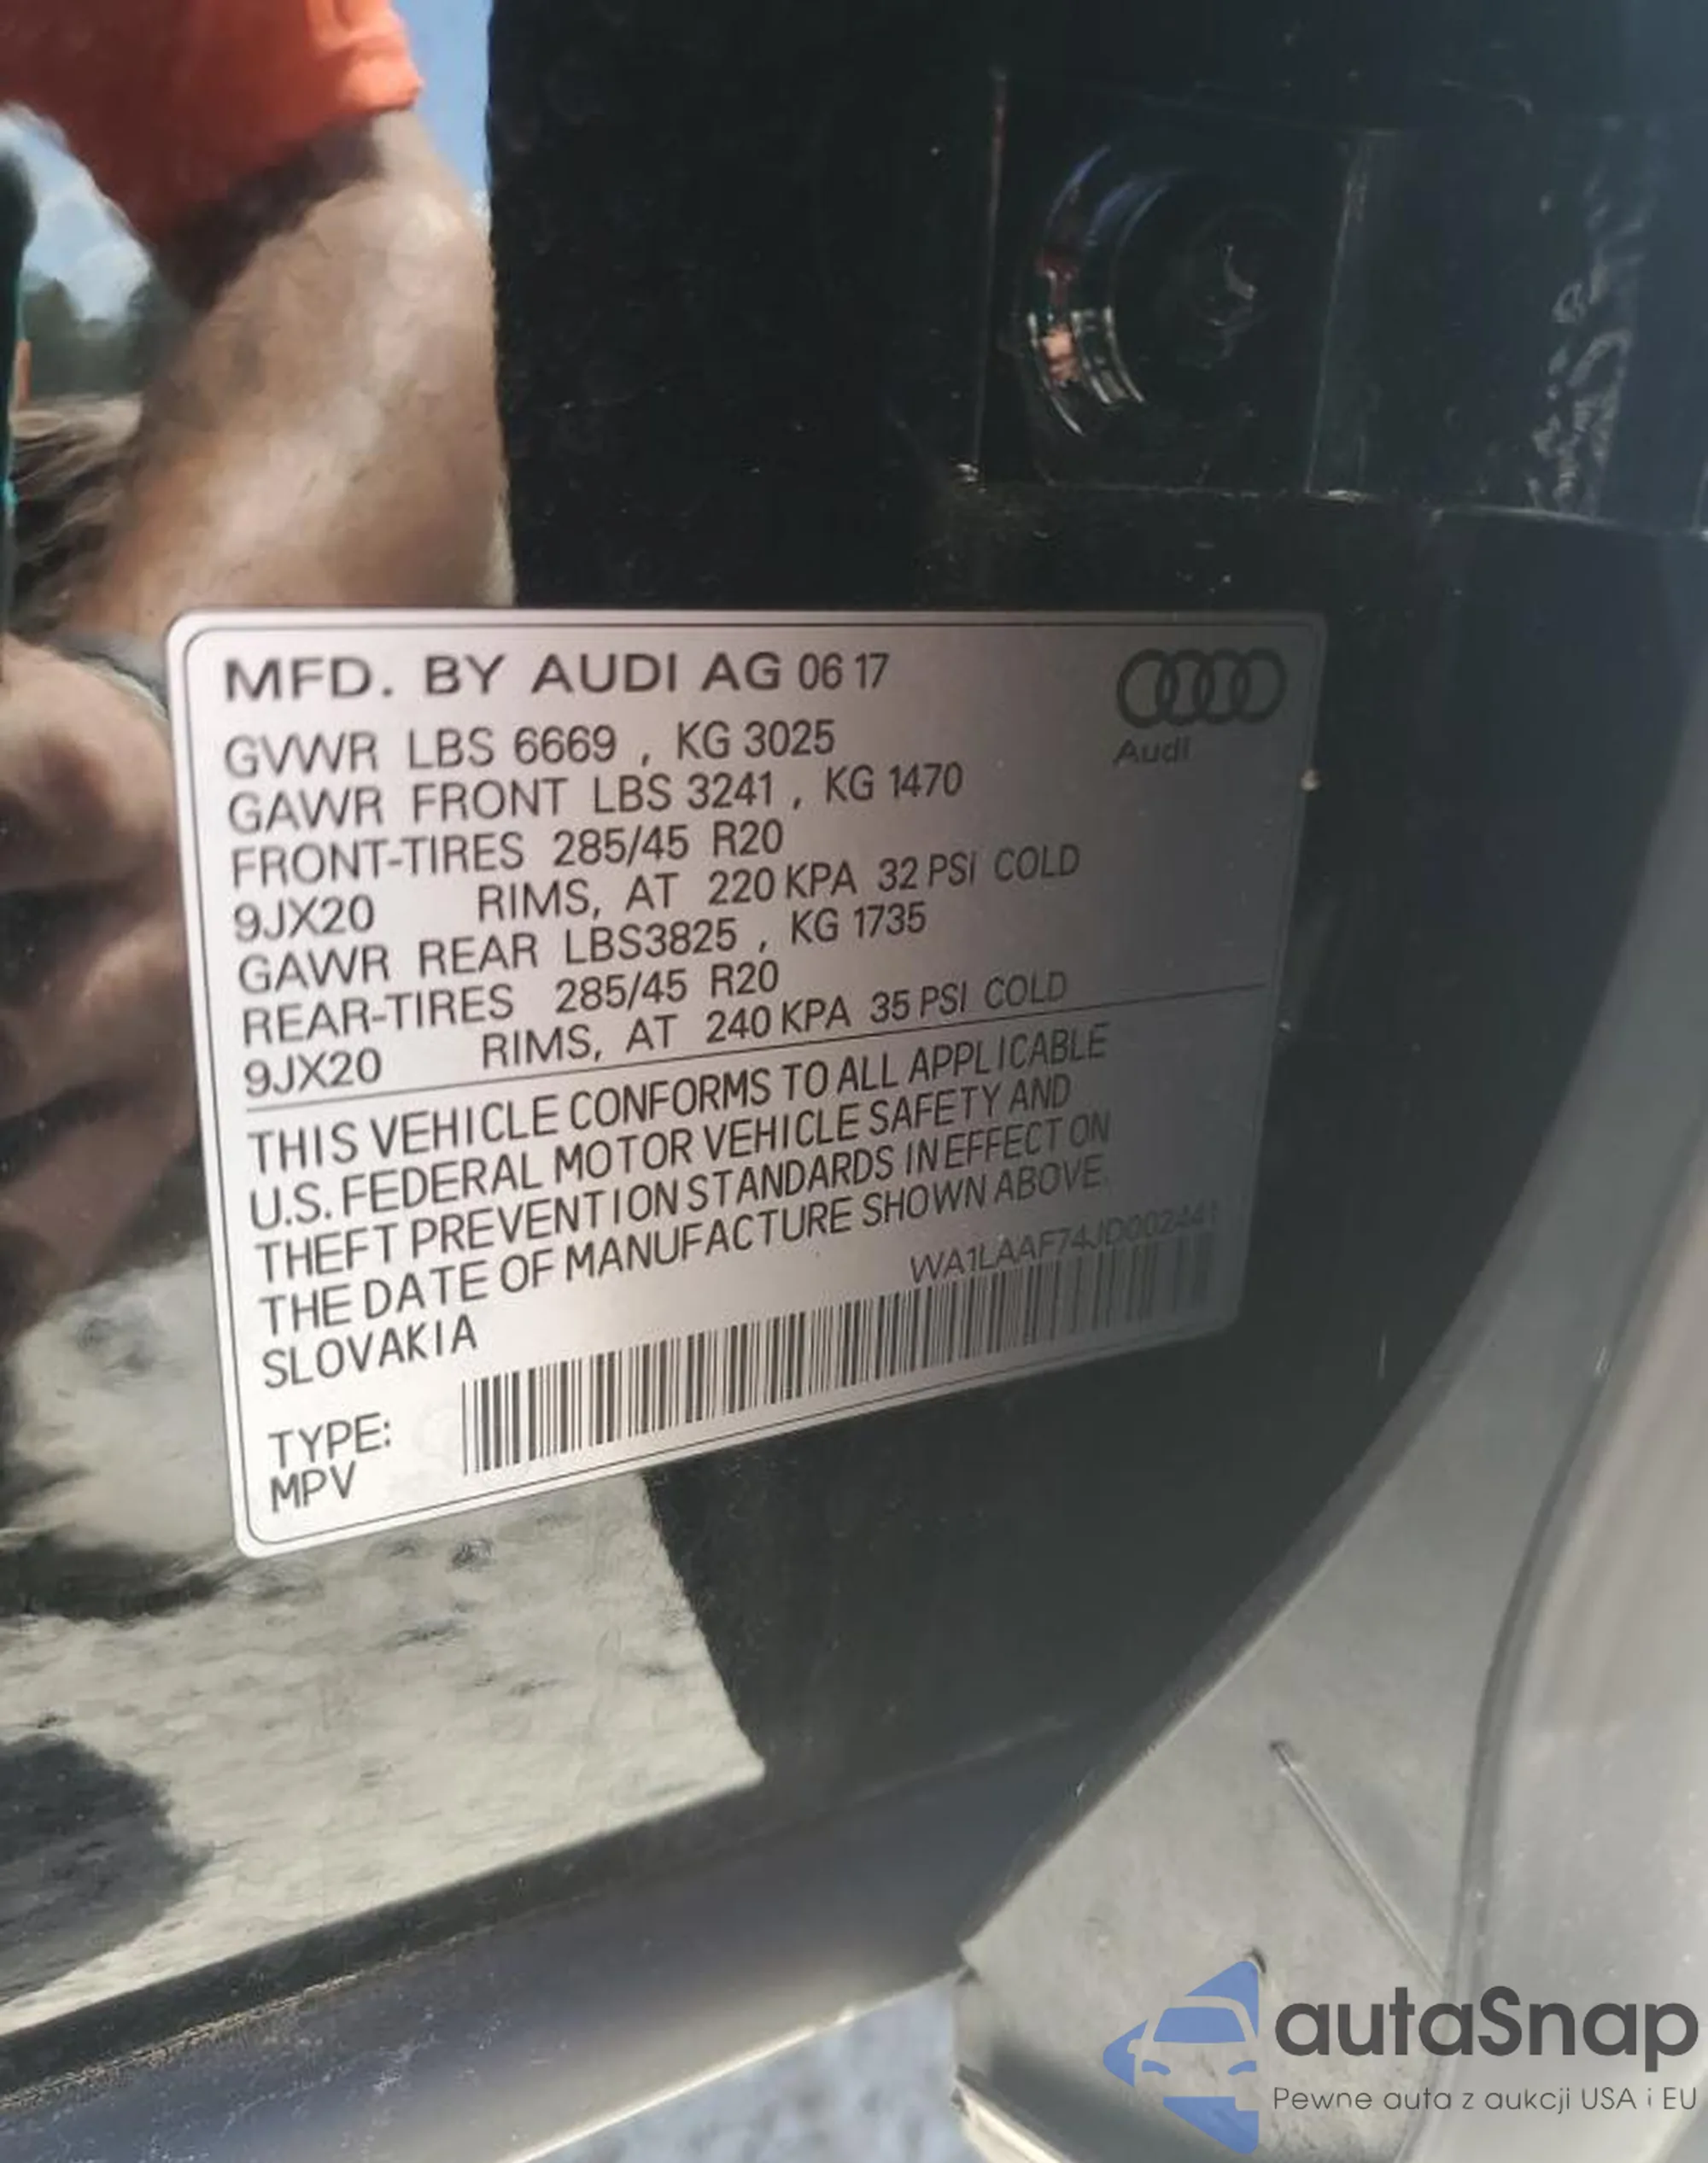 MFD. BY AUDI AG 06 17
Audi
GVWR LBS 6669 , KG 3025
GAWR FRONT LBS 3241 , KG 1470
FRONT-TIRES 285/45 R20
9JX20 RIMS, AT 220 KPA 32 PSI COLD
GAWR REAR LBS3825 , KG 1735
REAR-TIRES 285/45 R20
9JX20 RIMS, AT 240 KPA 35 PSI COLD
THIS VEHICLE CONFORMS TO ALL APPLICABLE
U.S. FEDERAL MOTOR VEHICLE SAFETY AND
THEFT PREVENTION STANDARDS IN EFFECT ON
THE DATE OF MANUFACTURE SHOWN ABOVE.
WA1LAAF74JD002441
SLOVAKIA
TYPE:
MPV
autaSnap
Pewne auta z aukcji USA i EU